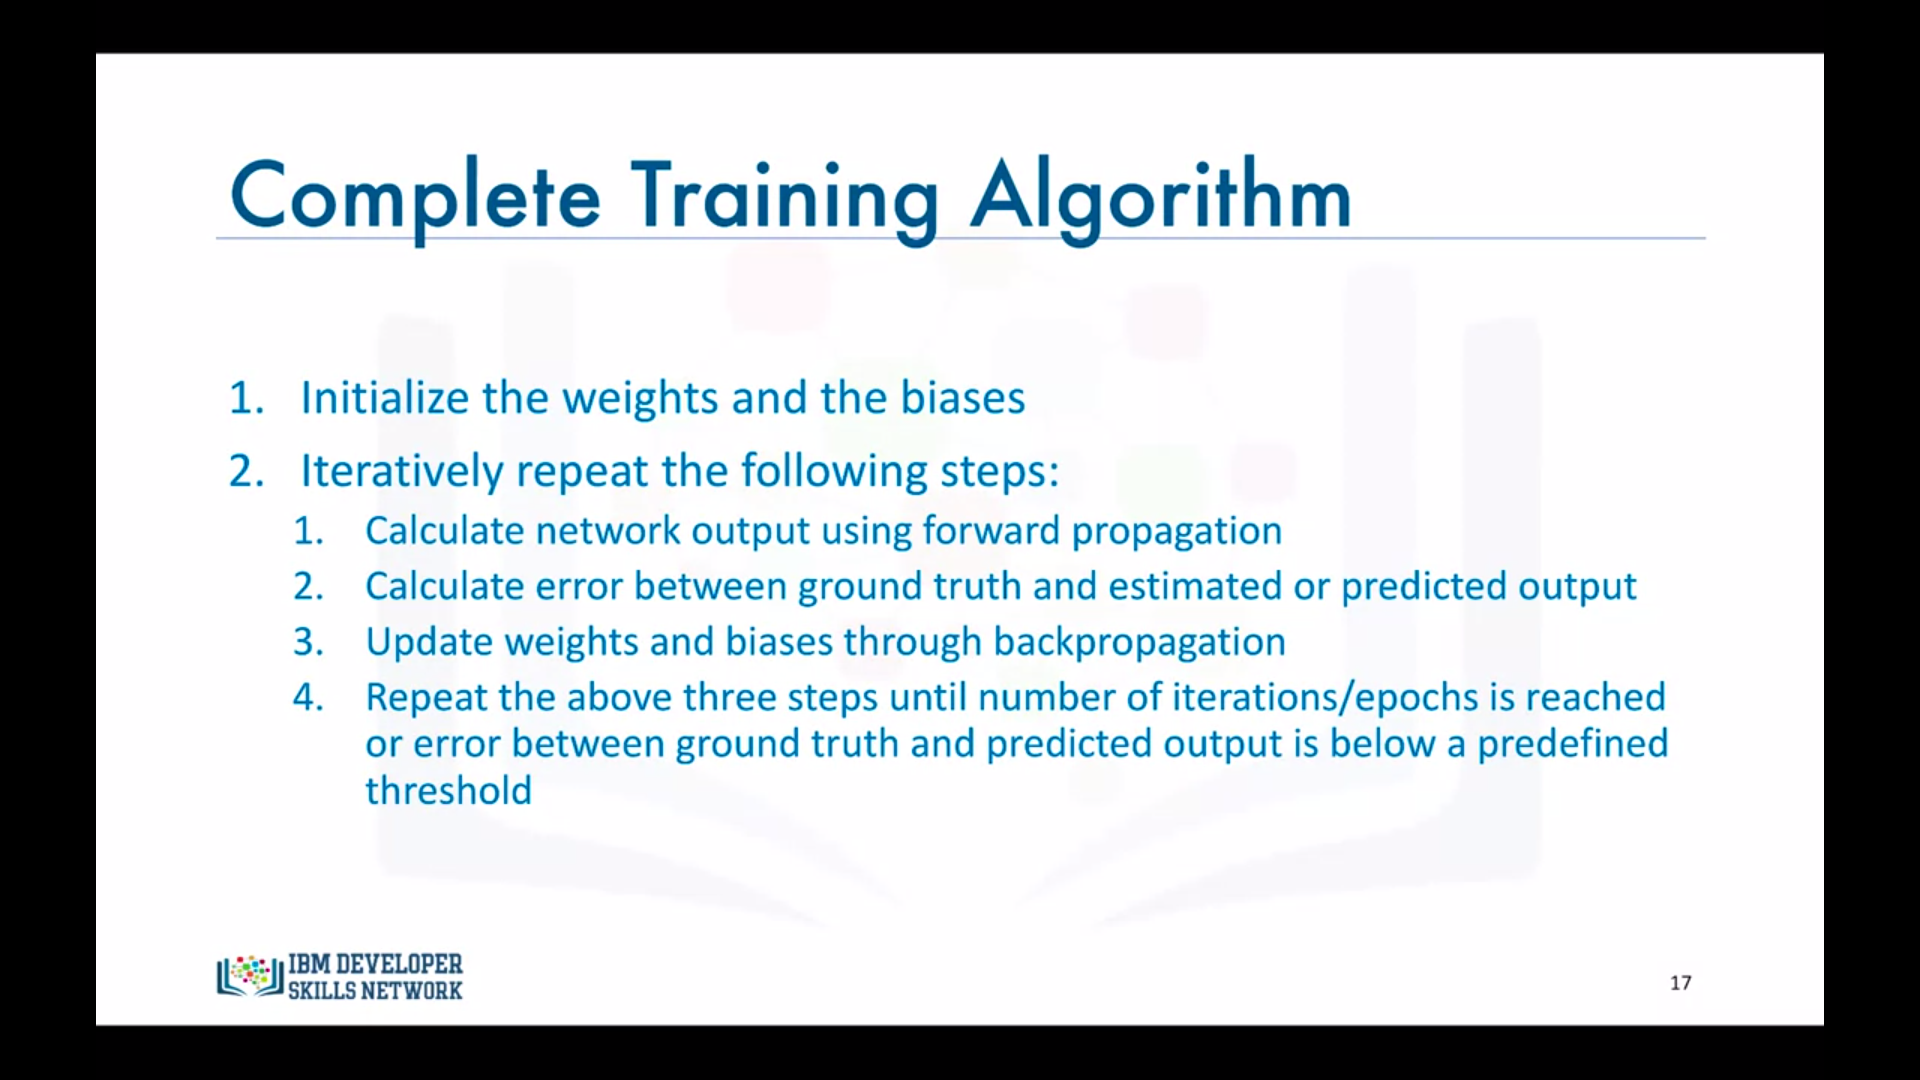 Complete Training Algorithm
1. Initialize the weights and the biases
2. Iteratively repeat the following steps:
1. Calculate network output using forward propagation
2. Calculate error between ground truth and estimated or predicted output
3. Update weights and biases through backpropagation
4. Repeat the above three steps until number of iterations/epochs is reached
or error between ground truth and predicted output is below a predefined
threshold
IBM DEVELOPER
SKILLS NETWORK
17